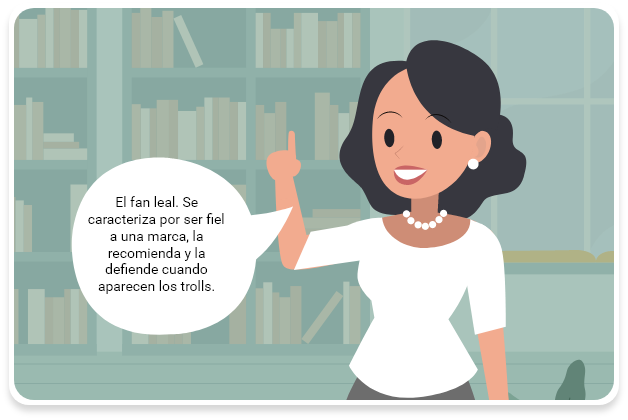 El fan leal. Se
caracteriza por ser fiel
a una marca, la
recomienda y la
defiende cuando
aparecen los trolls.